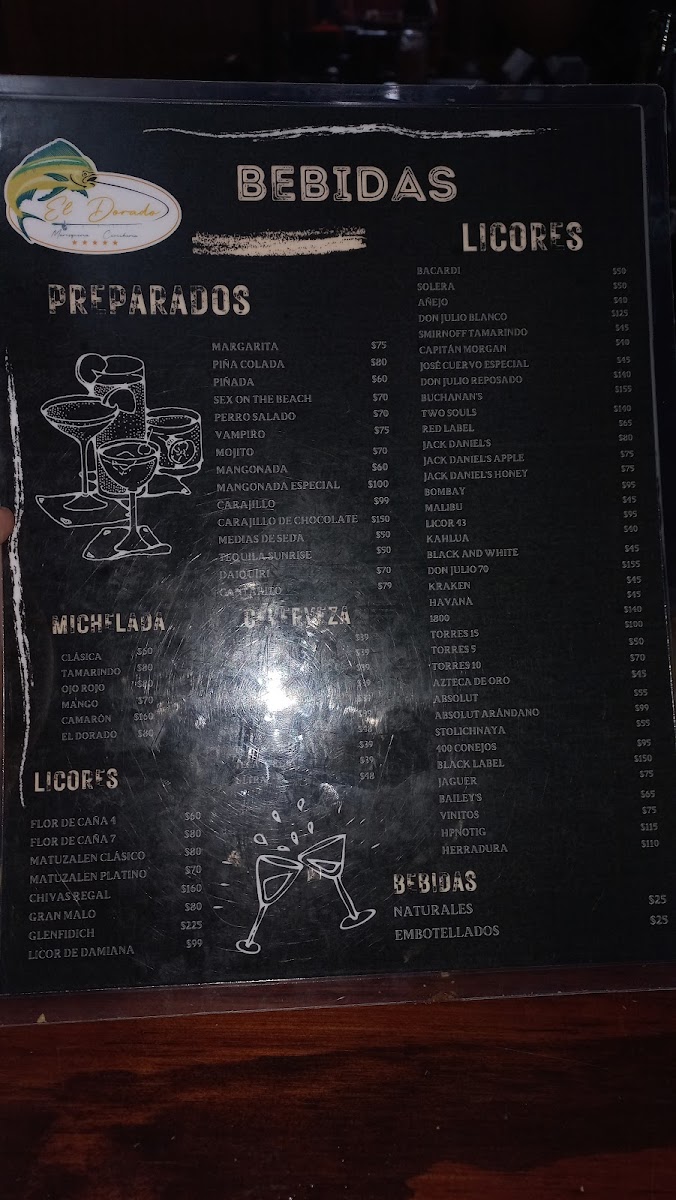 El Dorado
BEBIDAS
PREPARADOS
MARGARITA $75
PIÑA COLADA $80
PIÑADA $60
SEX ON THE BEACH $70
PERRO SALADO $70
VAMPIRO $75
MOJITO $70
MANGONADA $60
MANGONADA ESPECIAL $100
CARAJILLO $99
CARAJILLO DE CHOCOLATE $150
MEDIAS DE SEDA $50
TEQUILA SUNRISE $90
DAIQUIRI $70
CANTARITO $79
MICHELADA
CLÁSICA $60
TAMARINDO $80
OJO ROJO $80
MANGO $70
CAMARÓN $160
EL DORADO $80
CERVEZA
$39
$39
$39
$39
$39
$39
ULTRA $48
LICORES
FLOR DE CAÑA 4 $60
FLOR DE CAÑA 7 $80
MATUZALEN CLÁSICO $80
MATUZALEN PLATINO $70
CHIVAS REGAL $160
GRAN MALO $80
GLENFIDICH $225
LICOR DE DAMIANA $99
LICORES
BACARDI $50
SOLERA $50
AÑEJO $40
DON JULIO BLANCO $125
SMIRNOFF TAMARINDO $45
CAPITÁN MORGAN $40
JOSÉ CUERVO ESPECIAL $45
DON JULIO REPOSADO $140
BUCHANAN'S $155
TWO SOULS $140
RED LABEL $65
JACK DANIEL'S $80
JACK DANIEL'S APPLE $75
JACK DANIEL'S HONEY $75
BOMBAY $95
MALIBU $45
LICOR 43 $95
KAHLUA $60
BLACK AND WHITE $45
DON JULIO 70 $155
KRAKEN $45
HAVANA $45
1800 $140
TORRES 15 $100
TORRES 5 $50
TORRES 10 $70
AZTECA DE ORO $45
ABSOLUT $55
ABSOLUT ARÁNDANO $99
STOLICHNAYA $55
400 CONEJOS $95
BLACK LABEL $150
JAGUER $75
BAILEY'S $65
VINITOS $75
HPNOTIG $115
HERRADURA $110
BEBIDAS
NATURALES $25
EMBOTELLADOS $25